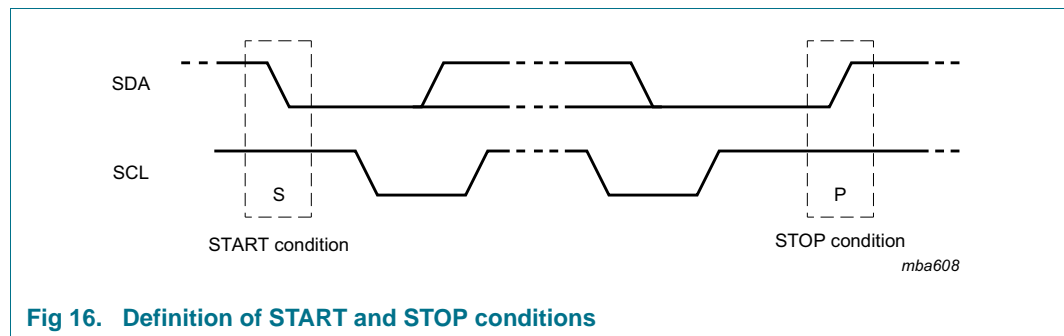 SDA
SCL
S
P
START condition
STOP condition
mba608
Fig 16. Definition of START and STOP conditions